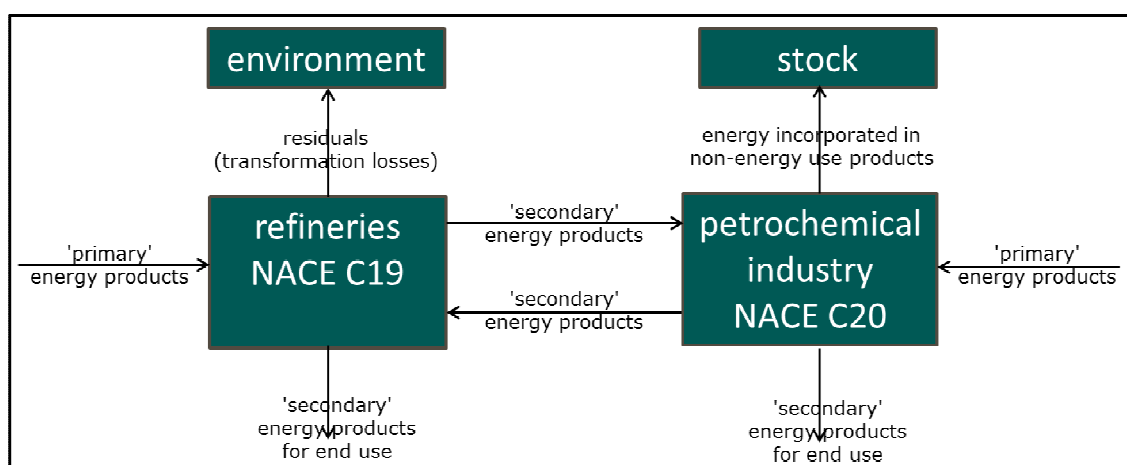 environment
stock
residuals
(transformation losses)
energy incorporated in
non-energy use products
refineries
NACE C19
'secondary'
energy products
petrochemical
industry
NACE C20
'primary'
energy products
'primary'
energy products
'secondary'
energy products
'secondary'
energy products
for end use
'secondary'
energy products
for end use